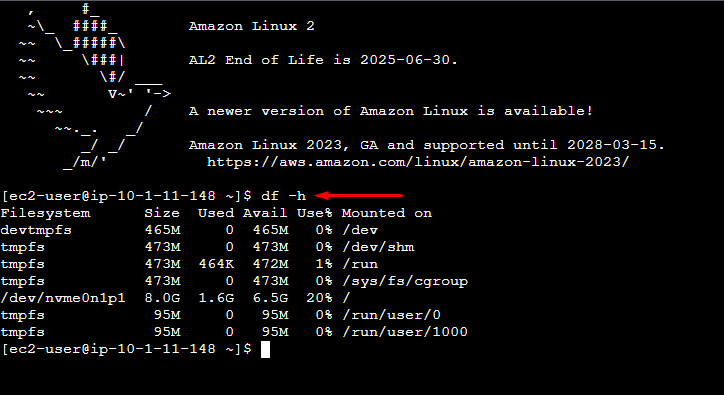 ,     #_
   ~\_  ####_        Amazon Linux 2
  ~~  \_#####\
  ~~     \###|       AL2 End of Life is 2025-06-30.
  ~~       \#/ ___
   ~~       V~' '->
    ~~~         /    A newer version of Amazon Linux is available!
      ~~._.   _/
         _/ _/       Amazon Linux 2023, GA and supported until 2028-03-15.
       _/m/'           https://aws.amazon.com/linux/amazon-linux-2023/
[ec2-user@ip-10-1-11-148 ~]$ df -h
Filesystem      Size  Used Avail Use% Mounted on
devtmpfs        465M     0  465M   0% /dev
tmpfs           473M     0  473M   0% /dev/shm
tmpfs           473M  464K  472M   1% /run
tmpfs           473M     0  473M   0% /sys/fs/cgroup
/dev/nvme0n1p1  8.0G  1.6G  6.5G  20% /
tmpfs            95M     0   95M   0% /run/user/0
tmpfs            95M     0   95M   0% /run/user/1000
[ec2-user@ip-10-1-11-148 ~]$